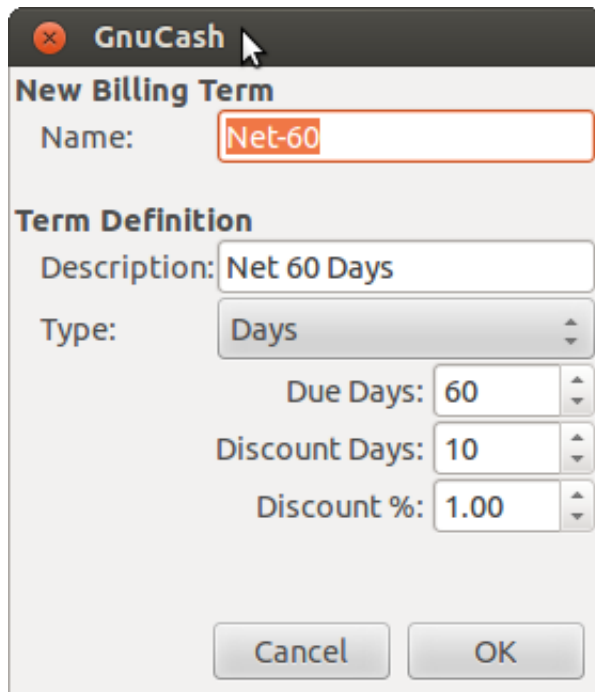 GnuCash
New Billing Term
Name: Net-60
Term Definition
Description: Net 60 Days
Type: Days
Due Days: 60
Discount Days: 10
Discount %: 1.00
Cancel OK